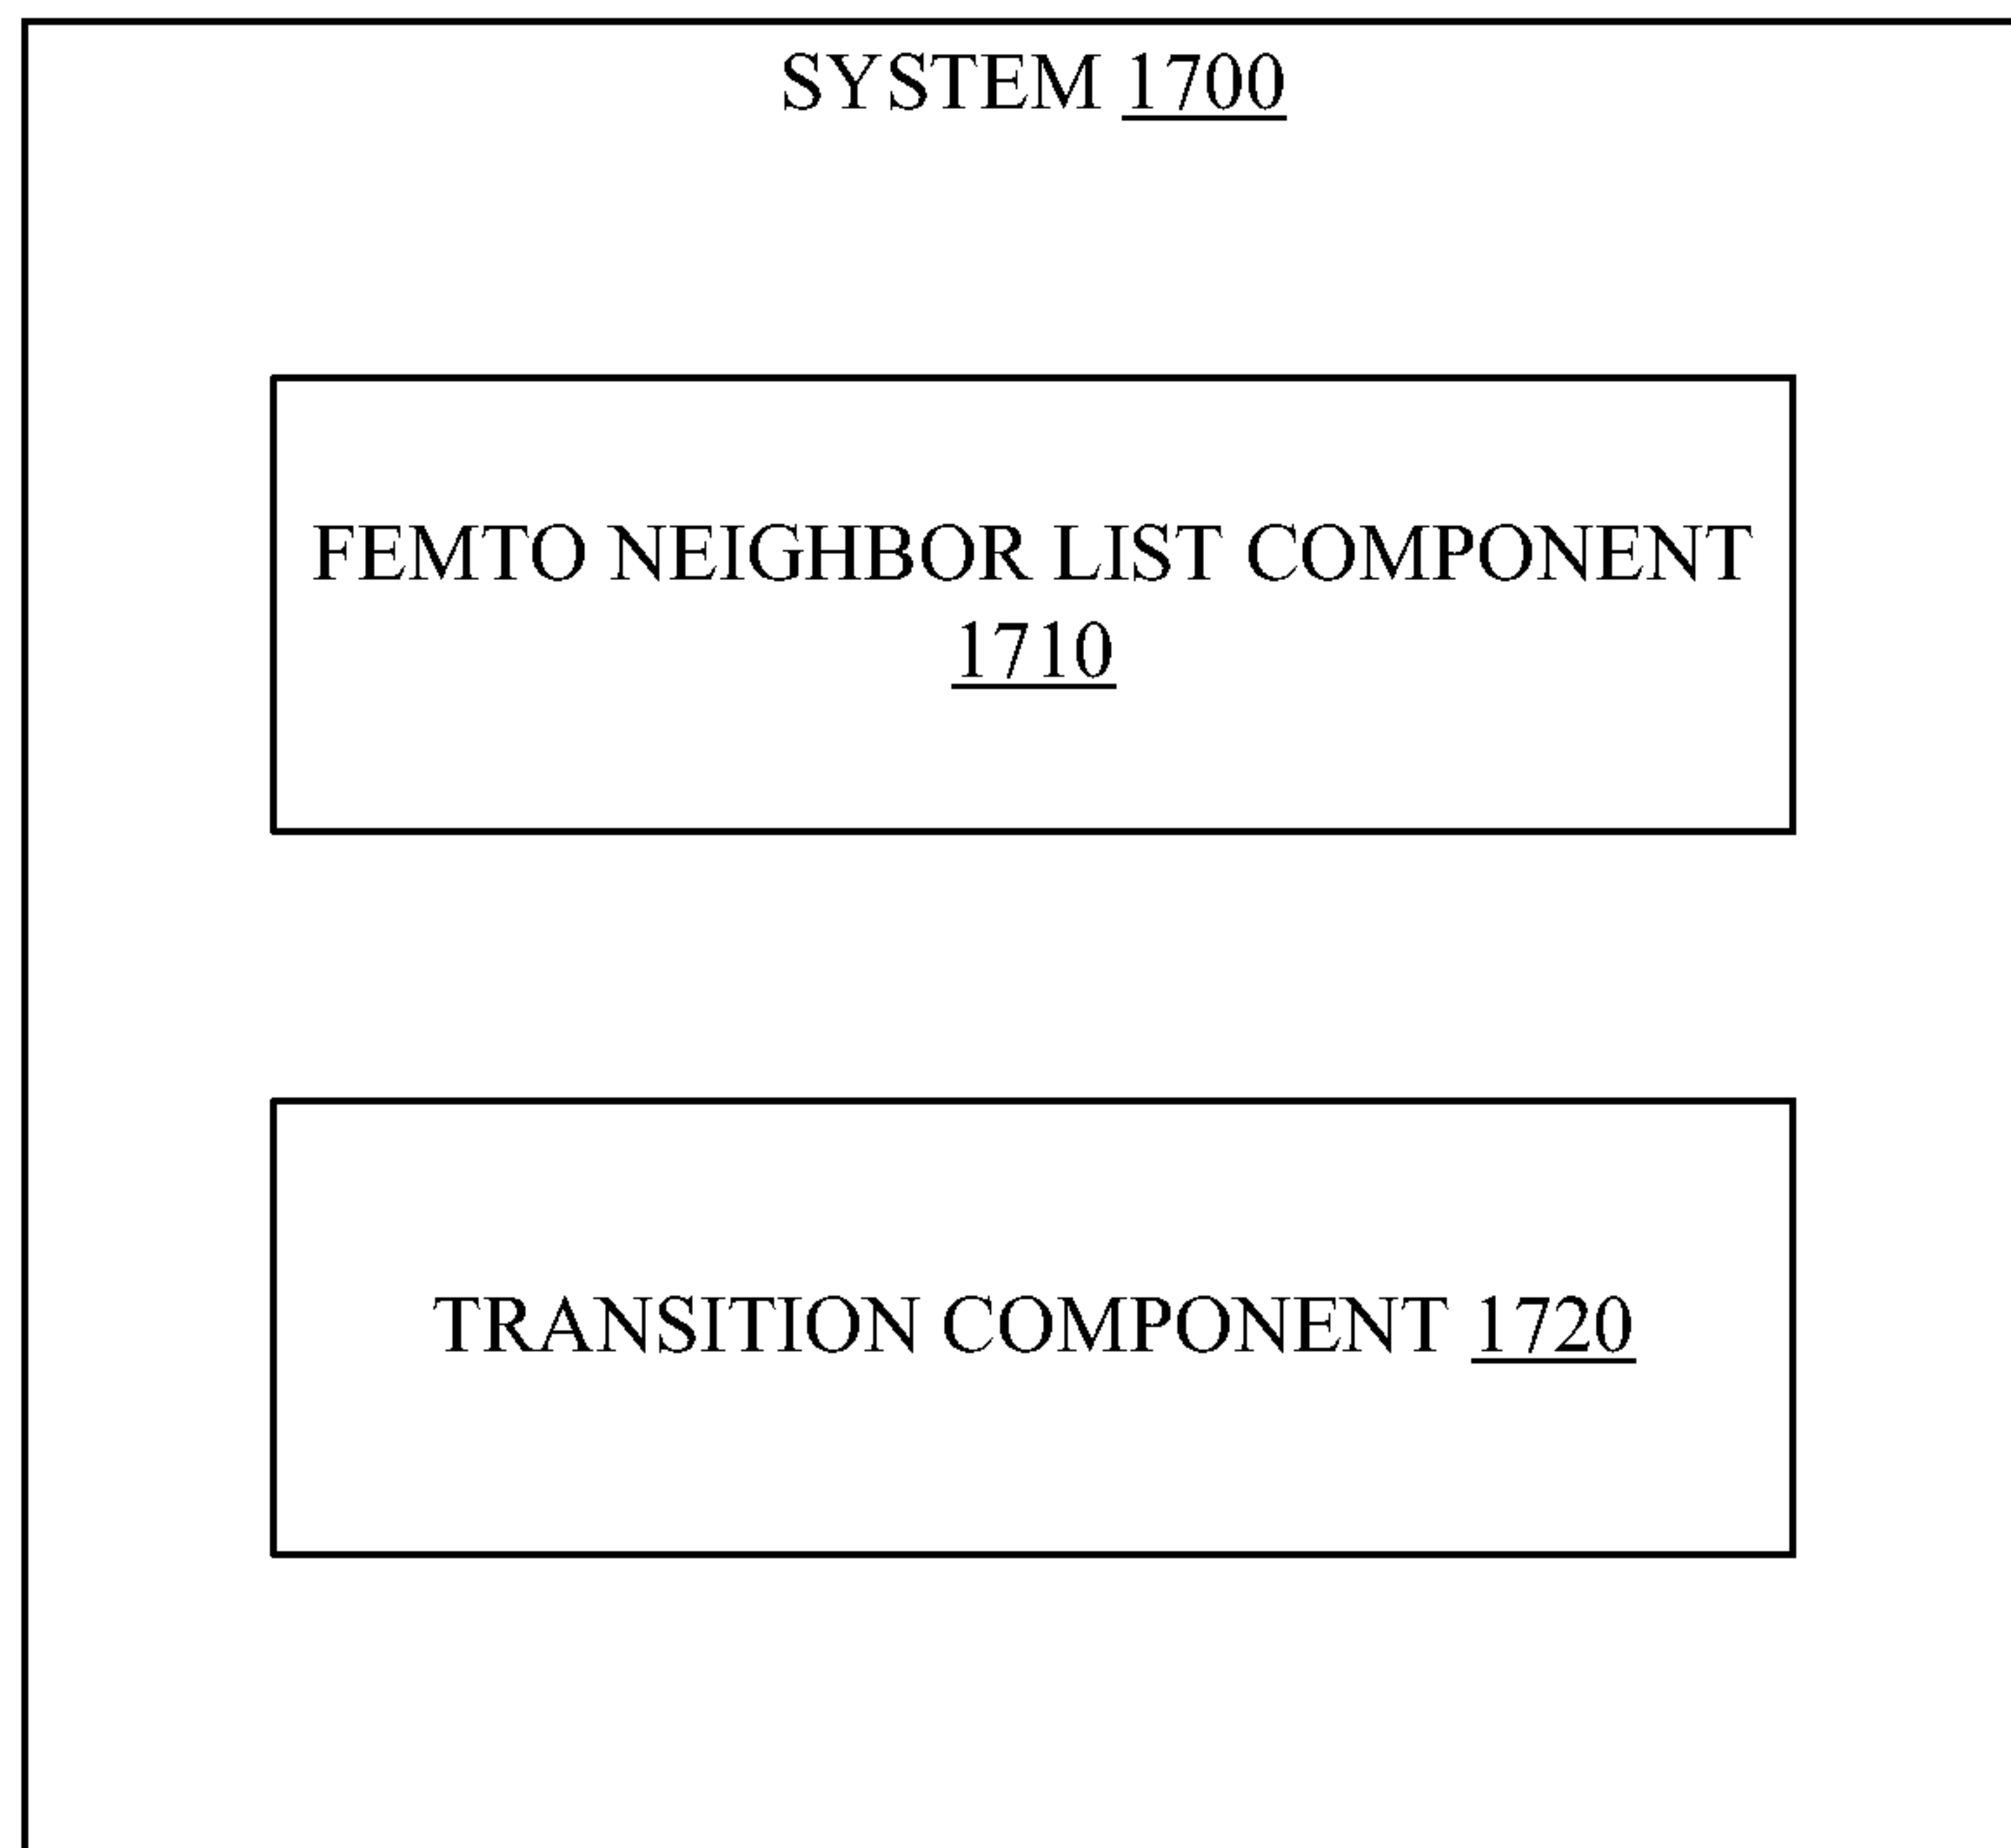 SYSTEM 1700
FEMTO NEIGHBOR LIST COMPONENT
1710
TRANSITION COMPONENT 1720